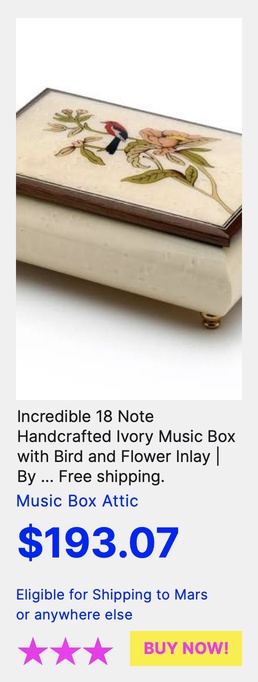 Incredible 18 Note
Handcrafted Ivory Music Box
with Bird and Flower Inlay |
By ... Free shipping.
Music Box Attic
$193.07
Eligible for Shipping to Mars
or anywhere else
BUY NOW!